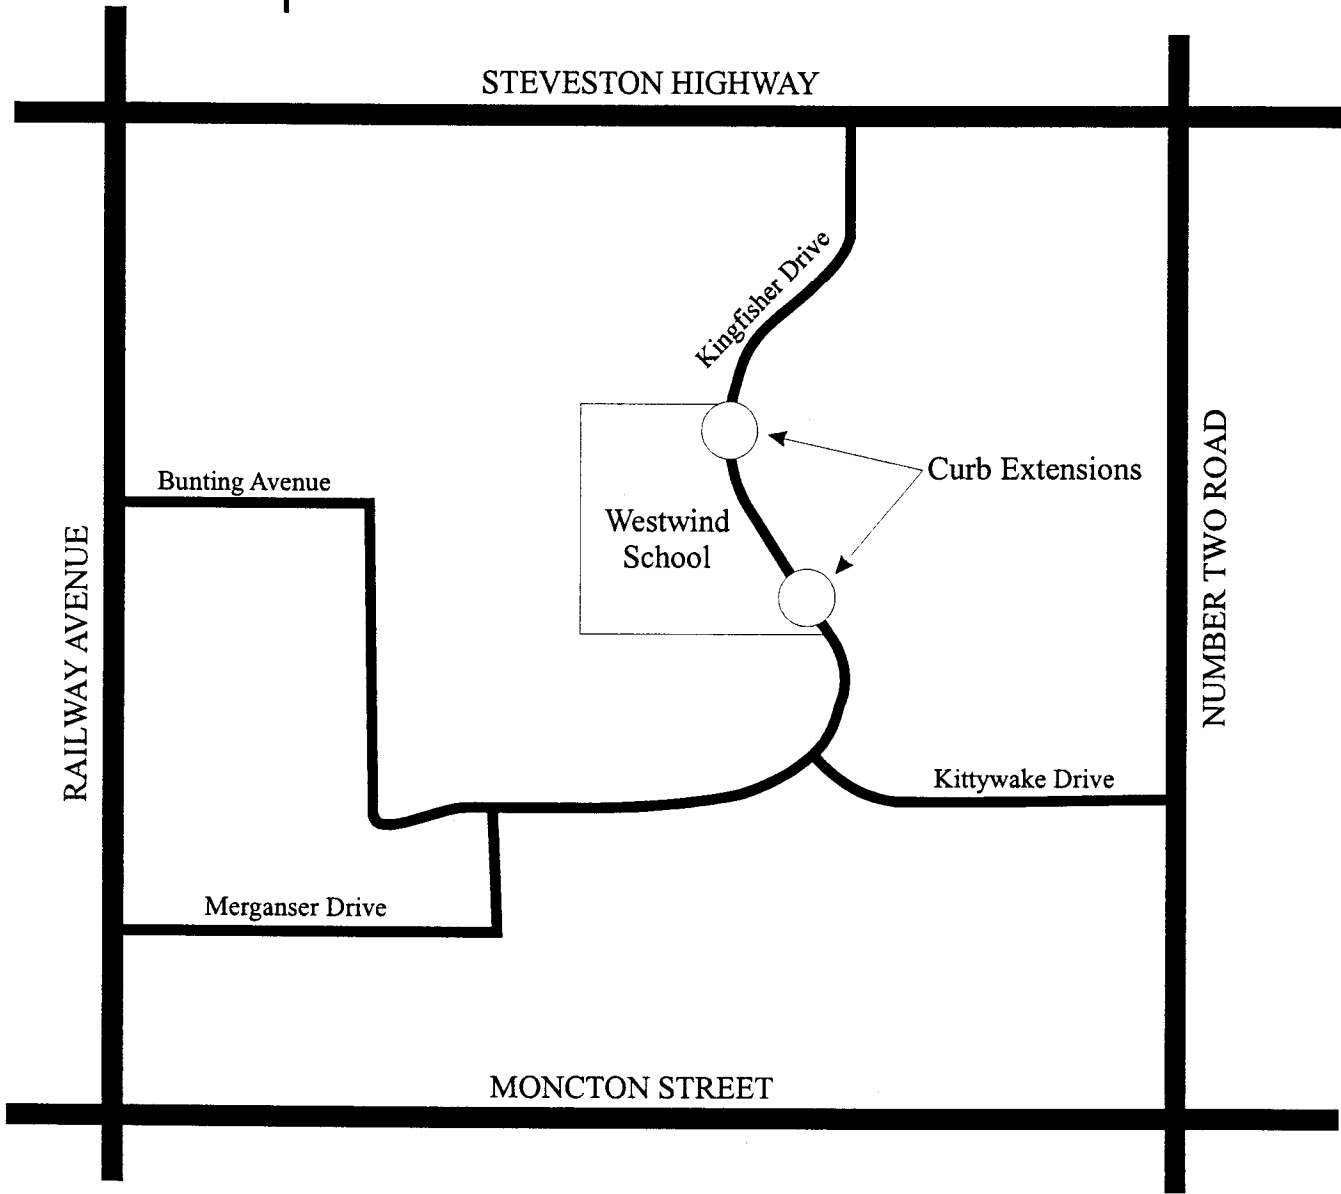 STEVESTON HIGHWAY
Kingfisher Drive
Curb Extensions
Bunting Avenue
Westwind
School
RAILWAY AVENUE
NUMBER TWO ROAD
Kittywake Drive
Merganser Drive
MONCTON STREET